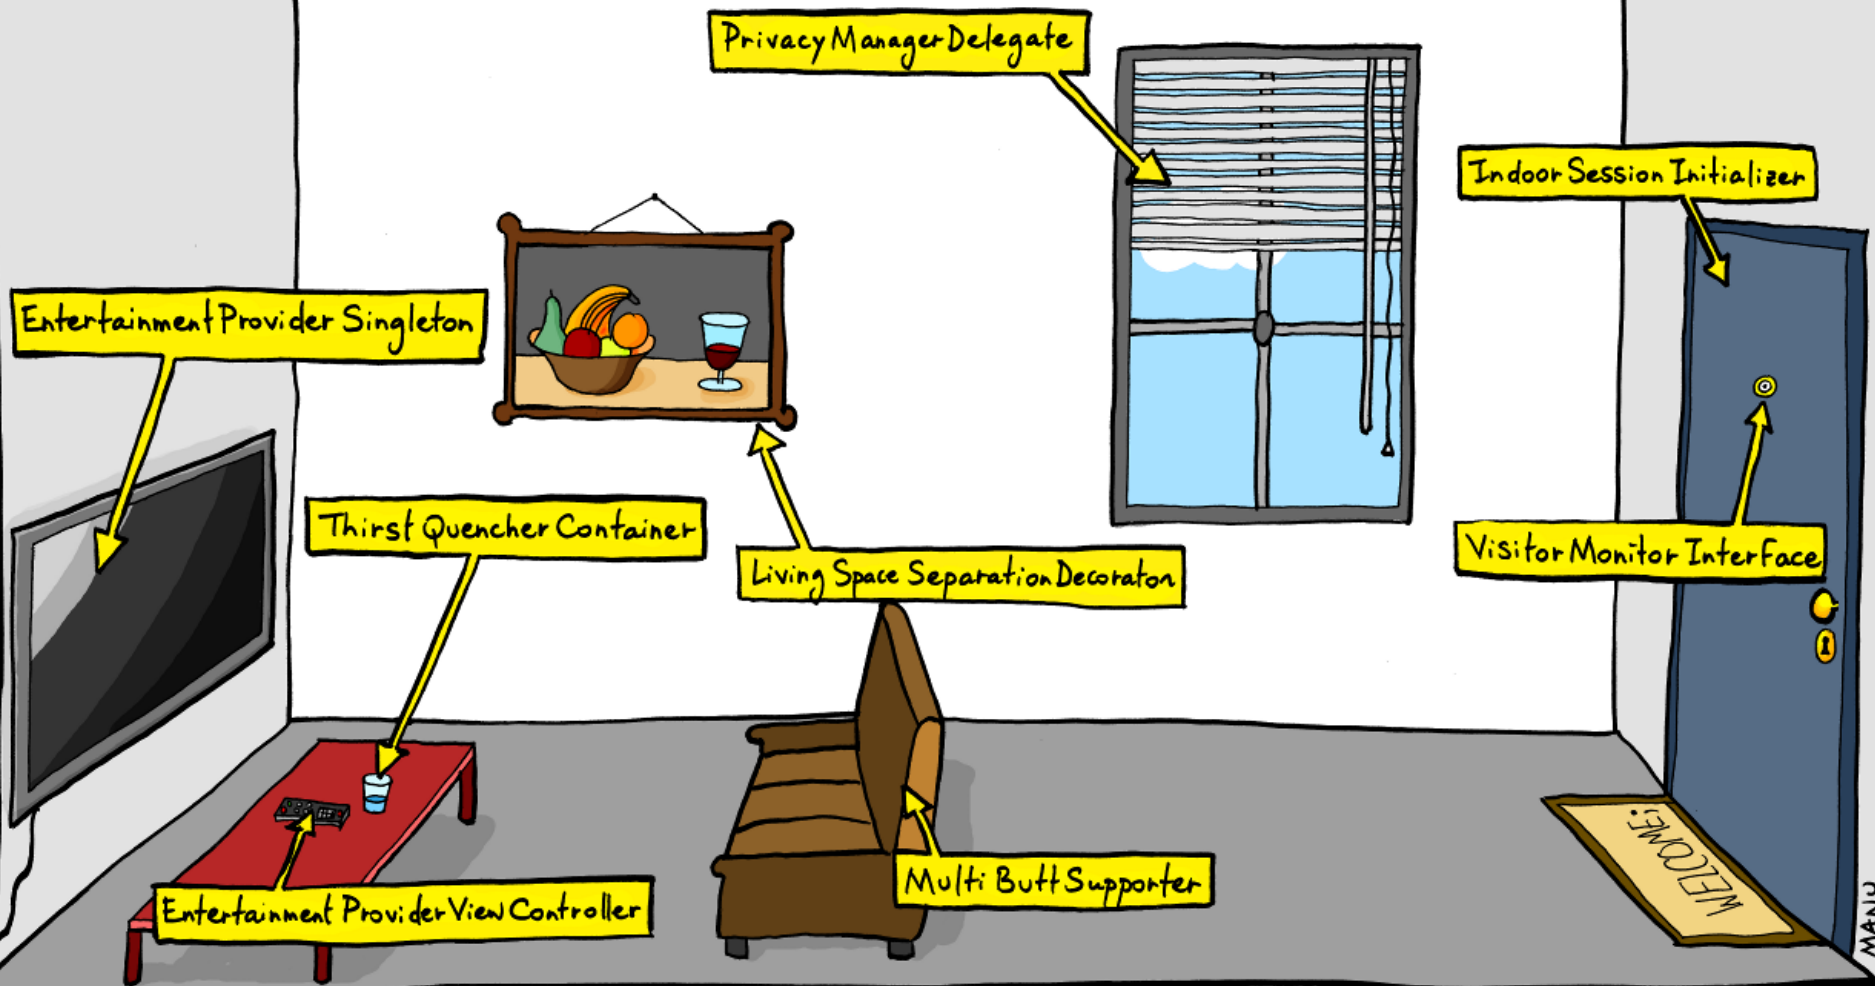 Privacy Manager Delegate
Indoor Session Initializer
Entertainment Provider Singleton
Thirst Quencher Container
Living Space Separation Decorator
Visitor Monitor Interface
Multi Butt Supporter
Entertainment Provider View Controller
WELCOME;
MANU